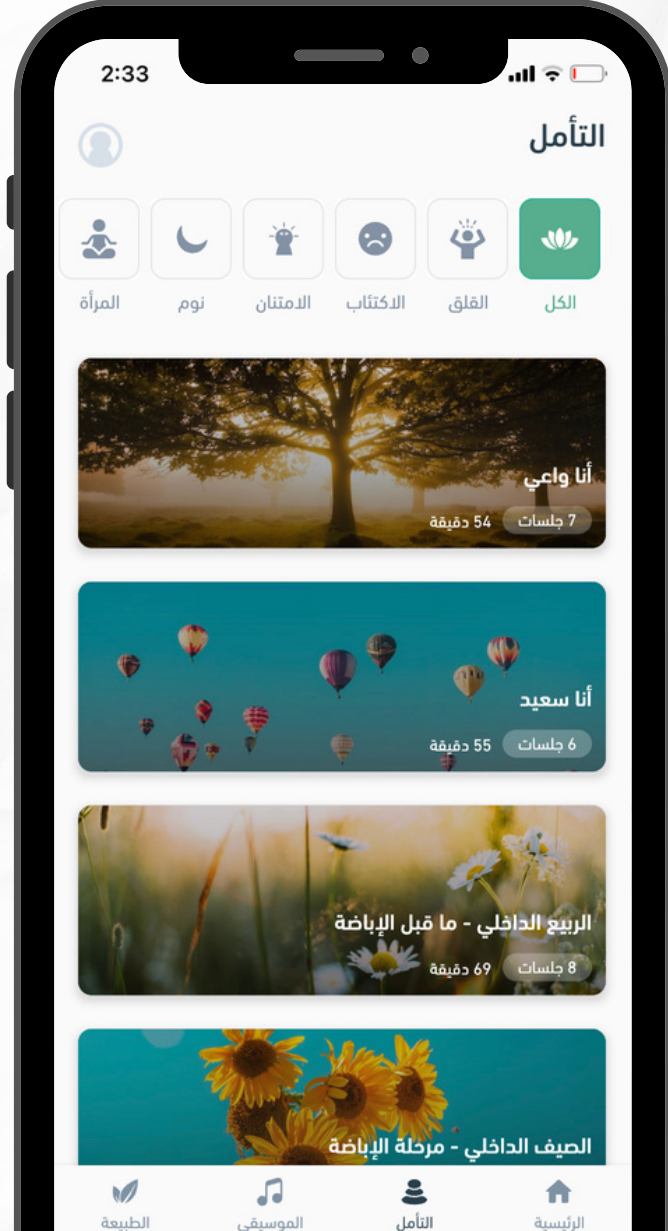 2:33
التأمل
الكل
القلق
الاكتئاب
الامتنان
نوم
المرأة
أنا واعي
7 جلسات 54 دقيقة
أنا سعيد
6 جلسات 55 دقيقة
الربيع الداخلي - ما قبل الإباضة
8 جلسات 69 دقيقة
الصيف الداخلي - مرحلة الإباضة
الرئيسية
التأمل
الموسيقى
الطبيعة